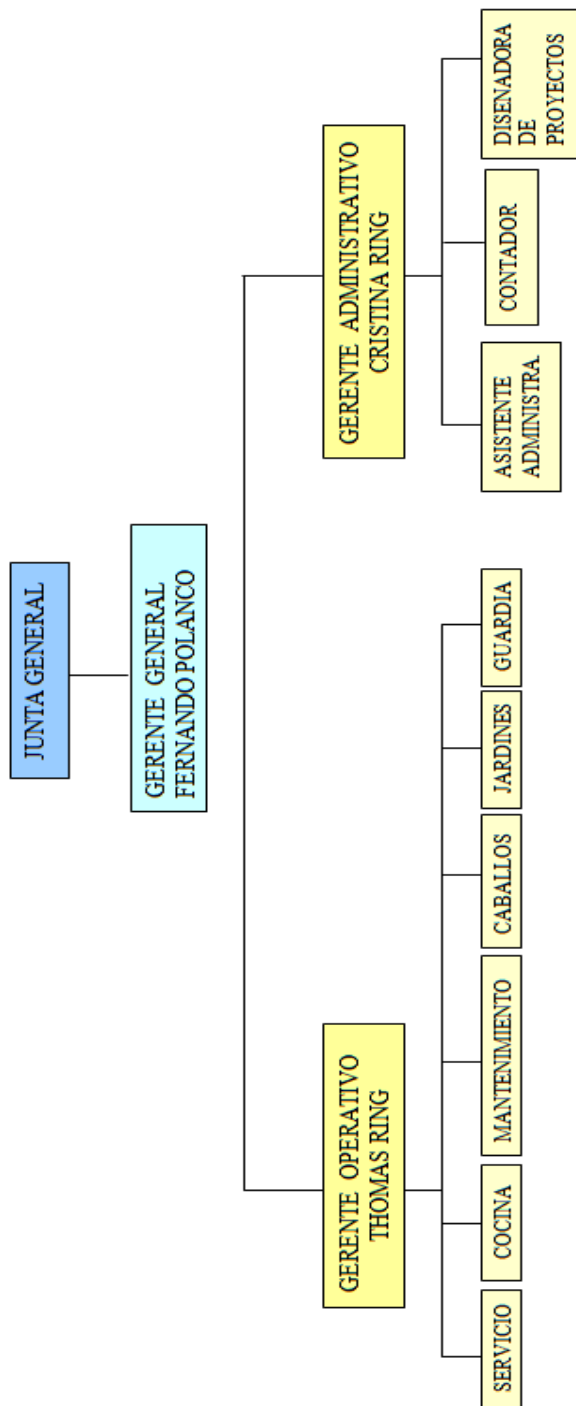 JUNTA GENERAL
GERENTE GENERAL
FERNANDO POLANCO
GERENTE OPERATIVO
THOMAS RING
GERENTE ADMINISTRATIVO
CRISTINA RING
SERVICIO
COCINA
MANTENIMIENTO
CABALLOS
JARDINES
GUARDIA
ASISTENTE
ADMINISTRA.
CONTADOR
DISENADORA
DE
PROYECTOS